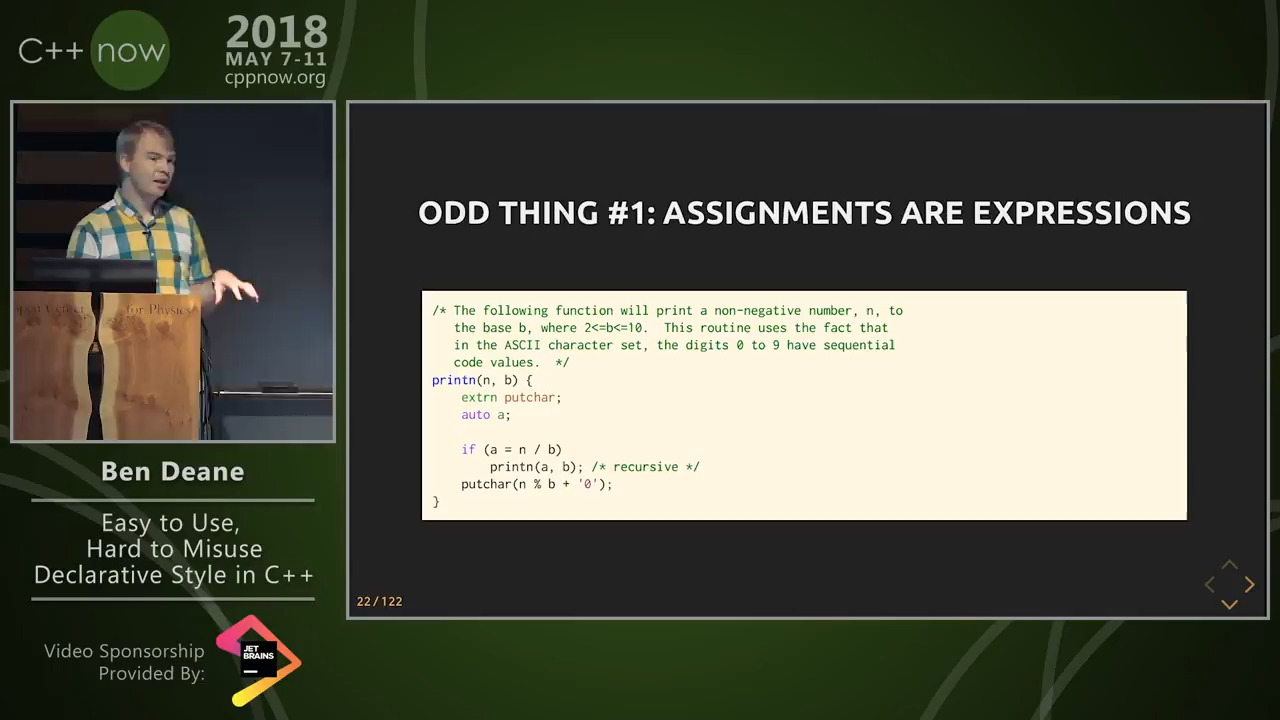 C++ now
2018
MAY 7-11
cppnow.org
for Physics
Ben Deane
Easy to Use,
Hard to Misuse
Declarative Style in C++
Video Sponsorship
Provided By:
JET
BRAINS
ODD THING #1: ASSIGNMENTS ARE EXPRESSIONS
/* The following function will print a non-negative number, n, to
   the base b, where 2<=b<=10.  This routine uses the fact that
   in the ASCII character set, the digits 0 to 9 have sequential
   code values.  */
printn(n, b) {
    extrn putchar;
    auto a;
    if (a = n / b)
        printn(a, b); /* recursive */
    putchar(n % b + '0');
}
22/122